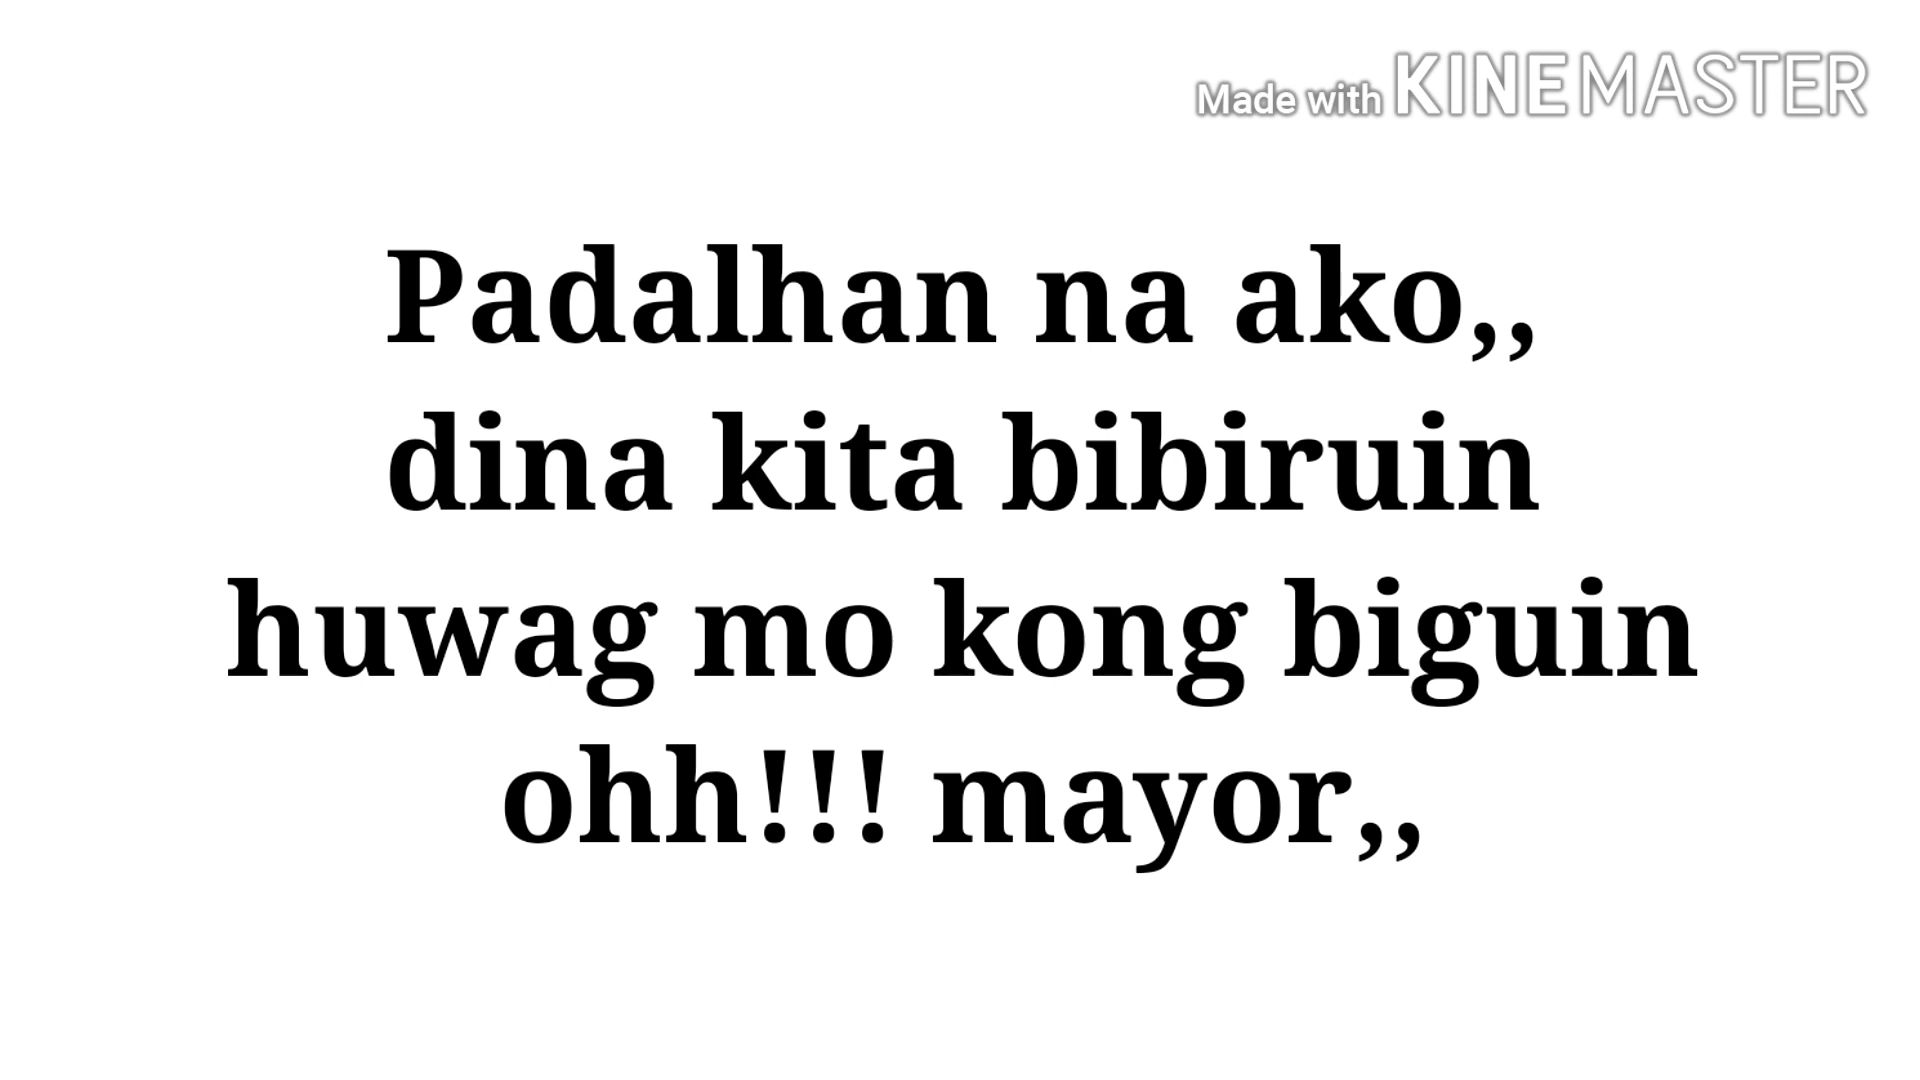 Made with KINEMASTER
Padalhan na ako,,
dina kita bibiruin
huwag mo kong biguin
ohh!!! mayor,,